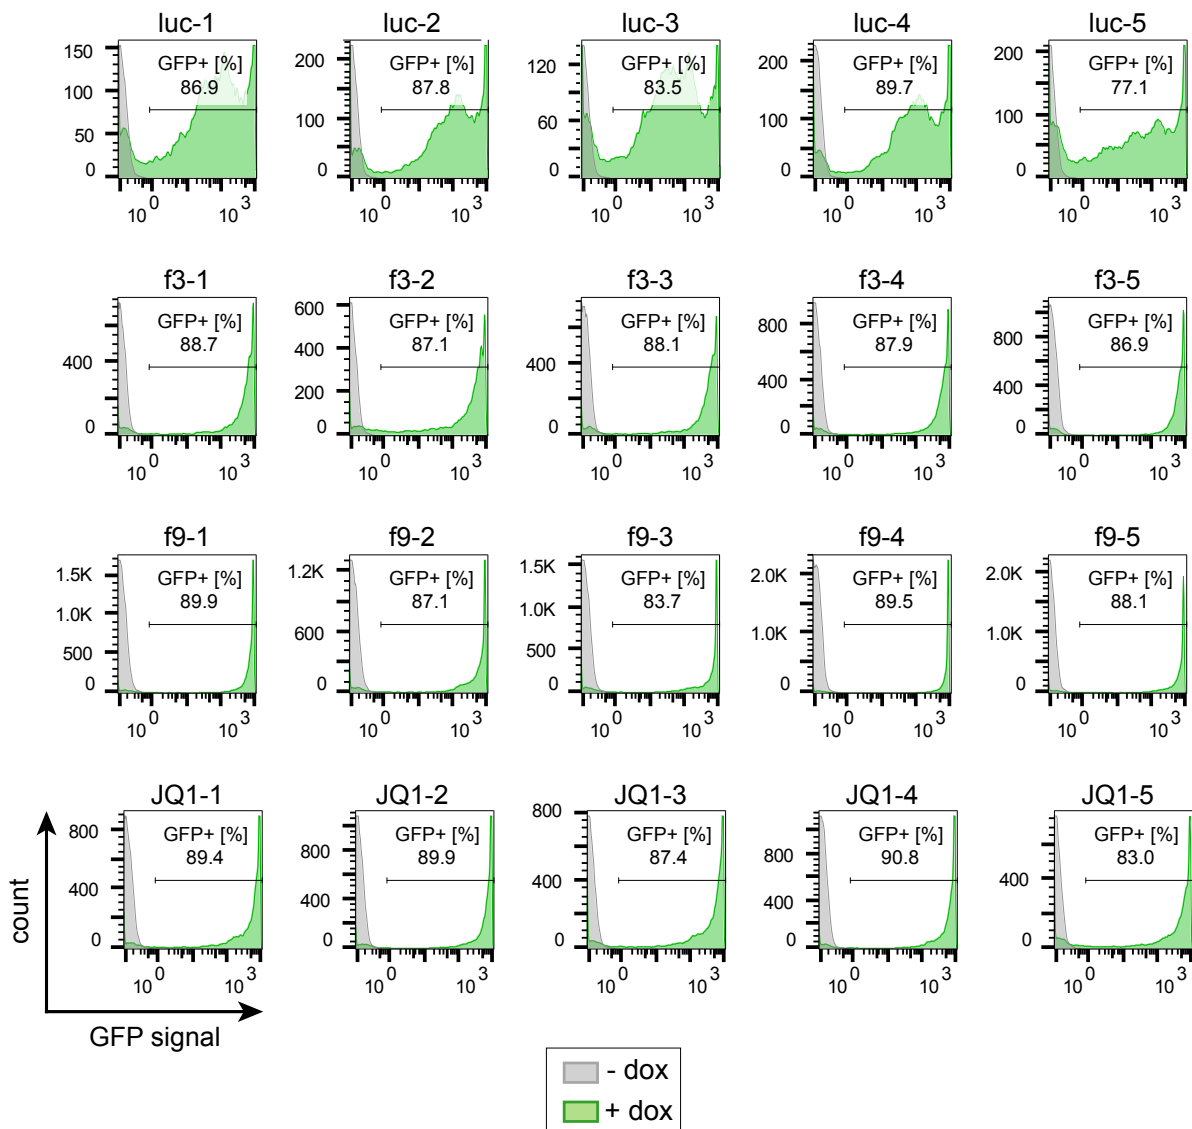 luc-1 luc-2 luc-3 luc-4 luc-5
150 100 50 0 GFP+ [%] 86.9 10^0 10^3
200 100 0 GFP+ [%] 87.8 10^0 10^3
120 60 0 GFP+ [%] 83.5 10^0 10^3
200 100 0 GFP+ [%] 89.7 10^0 10^3
200 100 0 GFP+ [%] 77.1 10^0 10^3
f3-1 f3-2 f3-3 f3-4 f3-5
400 0 GFP+ [%] 88.7 10^0 10^3
600 400 200 0 GFP+ [%] 87.1 10^0 10^3
400 0 GFP+ [%] 88.1 10^0 10^3
800 400 0 GFP+ [%] 87.9 10^0 10^3
800 400 0 GFP+ [%] 86.9 10^0 10^3
f9-1 f9-2 f9-3 f9-4 f9-5
1.5K 1.0K 500 0 GFP+ [%] 89.9 10^0 10^3
1.2K 600 0 GFP+ [%] 87.1 10^0 10^3
1.5K 1.0K 500 0 GFP+ [%] 83.7 10^0 10^3
2.0K 1.0K 0 GFP+ [%] 89.5 10^0 10^3
2.0K 1.0K 0 GFP+ [%] 88.1 10^0 10^3
JQ1-1 JQ1-2 JQ1-3 JQ1-4 JQ1-5
800 400 0 GFP+ [%] 89.4 10^0 10^3
800 400 0 GFP+ [%] 89.9 10^0 10^3
800 400 0 GFP+ [%] 87.4 10^0 10^3
800 400 0 GFP+ [%] 90.8 10^0 10^3
400 0 GFP+ [%] 83.0 10^0 10^3
count
GFP signal
- dox
+ dox